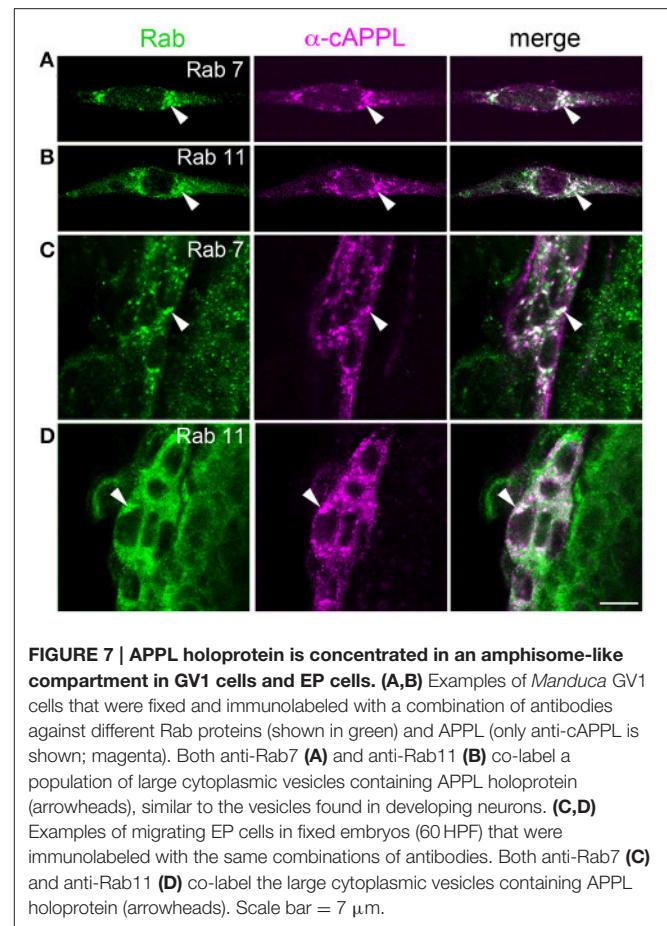 Rab α-cAPPL merge
A Rab 7
B Rab 11
C Rab 7
D Rab 11
FIGURE 7 | APPL holoprotein is concentrated in an amphisome-like
compartment in GV1 cells and EP cells. (A,B) Examples of Manduca GV1
cells that were fixed and immunolabeled with a combination of antibodies
against different Rab proteins (shown in green) and APPL (only anti-cAPPL is
shown; magenta). Both anti-Rab7 (A) and anti-Rab11 (B) co-label a
population of large cytoplasmic vesicles containing APPL holoprotein
(arrowheads), similar to the vesicles found in developing neurons. (C,D)
Examples of migrating EP cells in fixed embryos (60 HPF) that were
immunolabeled with the same combinations of antibodies. Both anti-Rab7 (C)
and anti-Rab11 (D) co-label the large cytoplasmic vesicles containing APPL
holoprotein (arrowheads). Scale bar = 7 μm.